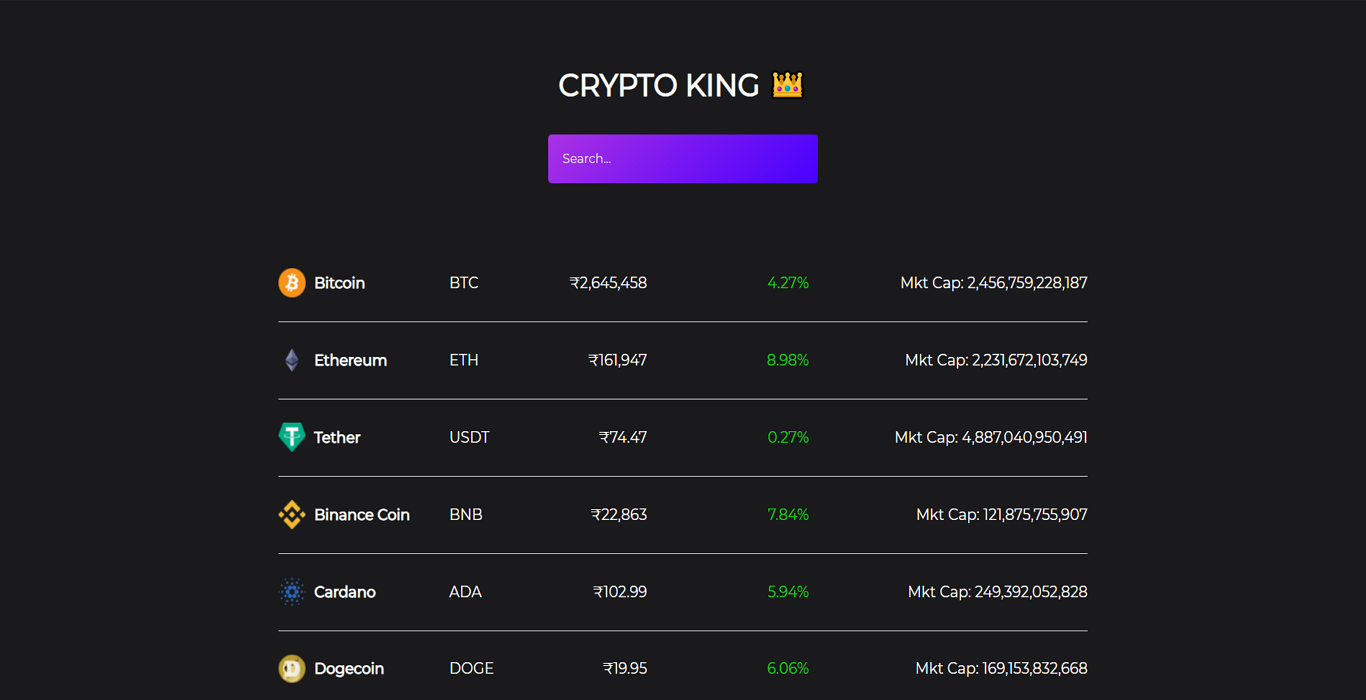 CRYPTO KING 👑
Search...
Bitcoin BTC ₹2,645,458 4.27% Mkt Cap: 2,456,759,228,187
Ethereum ETH ₹161,947 8.98% Mkt Cap: 2,231,672,103,749
Tether USDT ₹74.47 0.27% Mkt Cap: 4,887,040,950,491
Binance Coin BNB ₹22,863 7.84% Mkt Cap: 121,875,755,907
Cardano ADA ₹102.99 5.94% Mkt Cap: 249,392,052,828
Dogecoin DOGE ₹19.95 6.06% Mkt Cap: 169,153,832,668